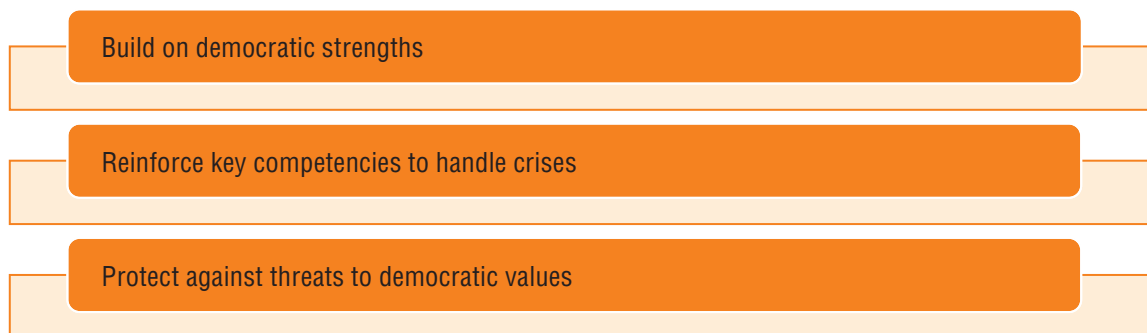 Build on democratic strengths
Reinforce key competencies to handle crises
Protect against threats to democratic values